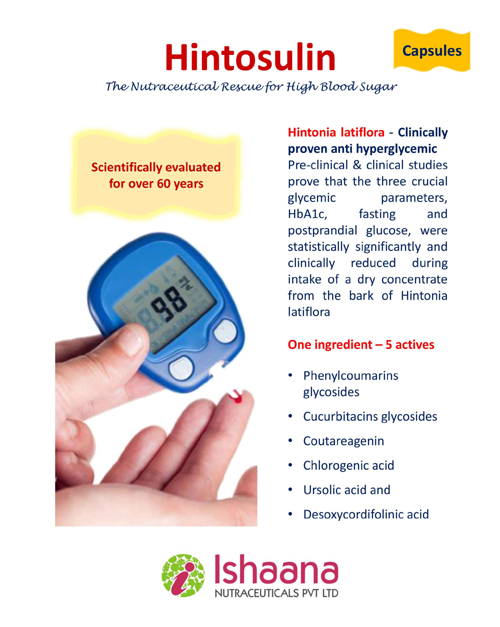 Hintosulin
Capsules
The Nutraceutical Rescue for High Blood Sugar
Scientifically evaluated
for over 60 years
98
Hintonia latiflora - Clinically
proven anti hyperglycemic
Pre-clinical & clinical studies
prove that the three crucial
glycemic parameters,
HbA1c, fasting and
postprandial glucose, were
statistically significantly and
clinically reduced during
intake of a dry concentrate
from the bark of Hintonia
latiflora
One ingredient – 5 actives
• Phenylcoumarins
glycosides
• Cucurbitacins glycosides
• Coutareagenin
• Chlorogenic acid
• Ursolic acid and
• Desoxycordifolinic acid
i Ishaana
NUTRACEUTICALS PVT LTD